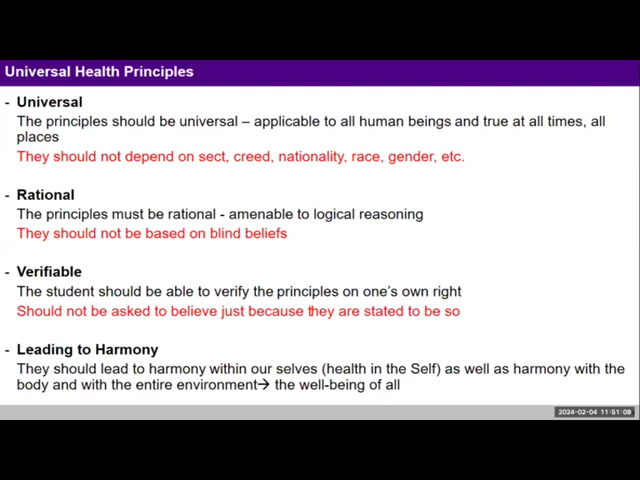 Universal Health Principles
- Universal
The principles should be universal – applicable to all human beings and true at all times, all
places
They should not depend on sect, creed, nationality, race, gender, etc.
- Rational
The principles must be rational - amenable to logical reasoning
They should not be based on blind beliefs
- Verifiable
The student should be able to verify the principles on one's own right
Should not be asked to believe just because they are stated to be so
- Leading to Harmony
They should lead to harmony within our selves (health in the Self) as well as harmony with the
body and with the entire environment→ the well-being of all
2024-02-04 11:51:09